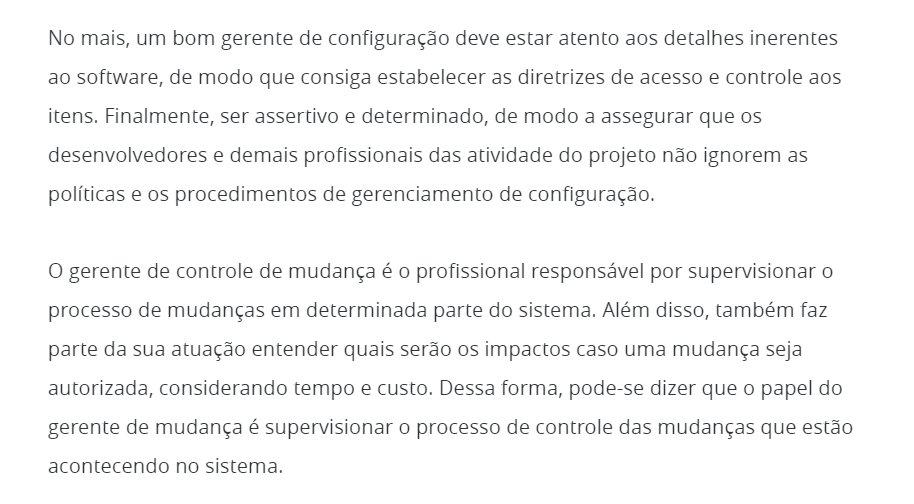 No mais, um bom gerente de configuração deve estar atento aos detalhes inerentes
ao software, de modo que consiga estabelecer as diretrizes de acesso e controle aos
itens. Finalmente, ser assertivo e determinado, de modo a assegurar que os
desenvolvedores e demais profissionais das atividade do projeto não ignorem as
políticas e os procedimentos de gerenciamento de configuração.
O gerente de controle de mudança é o profissional responsável por supervisionar o
processo de mudanças em determinada parte do sistema. Além disso, também faz
parte da sua atuação entender quais serão os impactos caso uma mudança seja
autorizada, considerando tempo e custo. Dessa forma, pode-se dizer que o papel do
gerente de mudança é supervisionar o processo de controle das mudanças que estão
acontecendo no sistema.